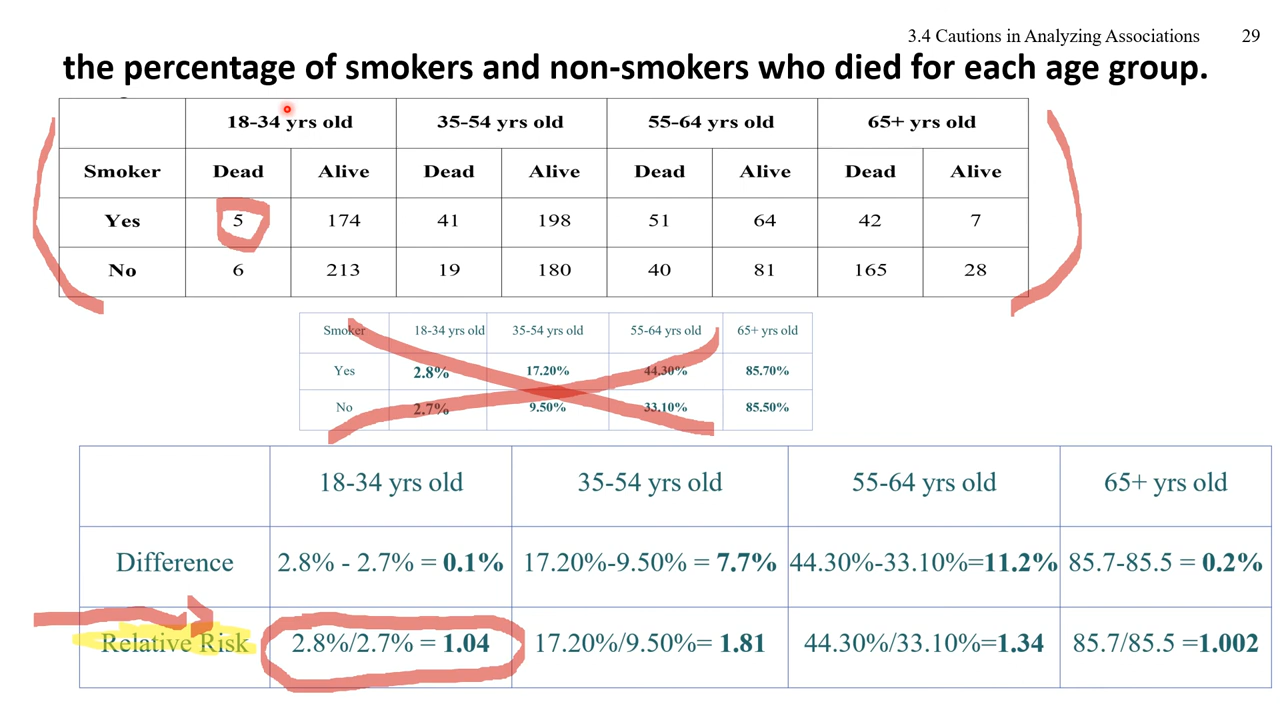 3.4 Cautions in Analyzing Associations 29
the percentage of smokers and non-smokers who died for each age group.
18-34 yrs old 35-54 yrs old 55-64 yrs old 65+ yrs old
Smoker Dead Alive Dead Alive Dead Alive Dead Alive
Yes 5 174 41 198 51 64 42 7
No 6 213 19 180 40 81 165 28
Smoker 18-34 yrs old 35-54 yrs old 55-64 yrs old 65+ yrs old
Yes 2.8% 17.20% 44.30% 85.70%
No 2.7% 9.50% 33.10% 85.50%
18-34 yrs old 35-54 yrs old 55-64 yrs old 65+ yrs old
Difference 2.8% - 2.7% = 0.1% 17.20%-9.50% = 7.7% 44.30%-33.10%=11.2% 85.7-85.5 = 0.2%
Relative Risk 2.8%/2.7% = 1.04 17.20%/9.50%= 1.81 44.30%/33.10%=1.34 85.7/85.5 =1.002